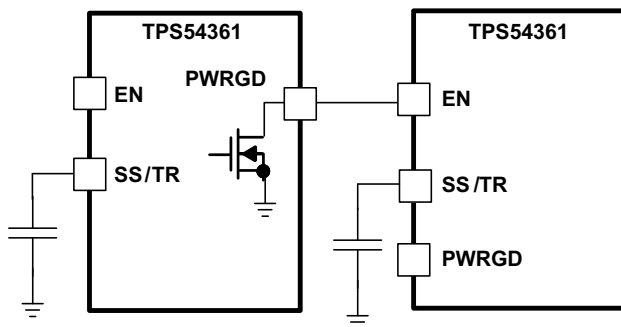 TPS54361
PWRGD
EN
SS/TR
TPS54361
EN
SS/TR
PWRGD